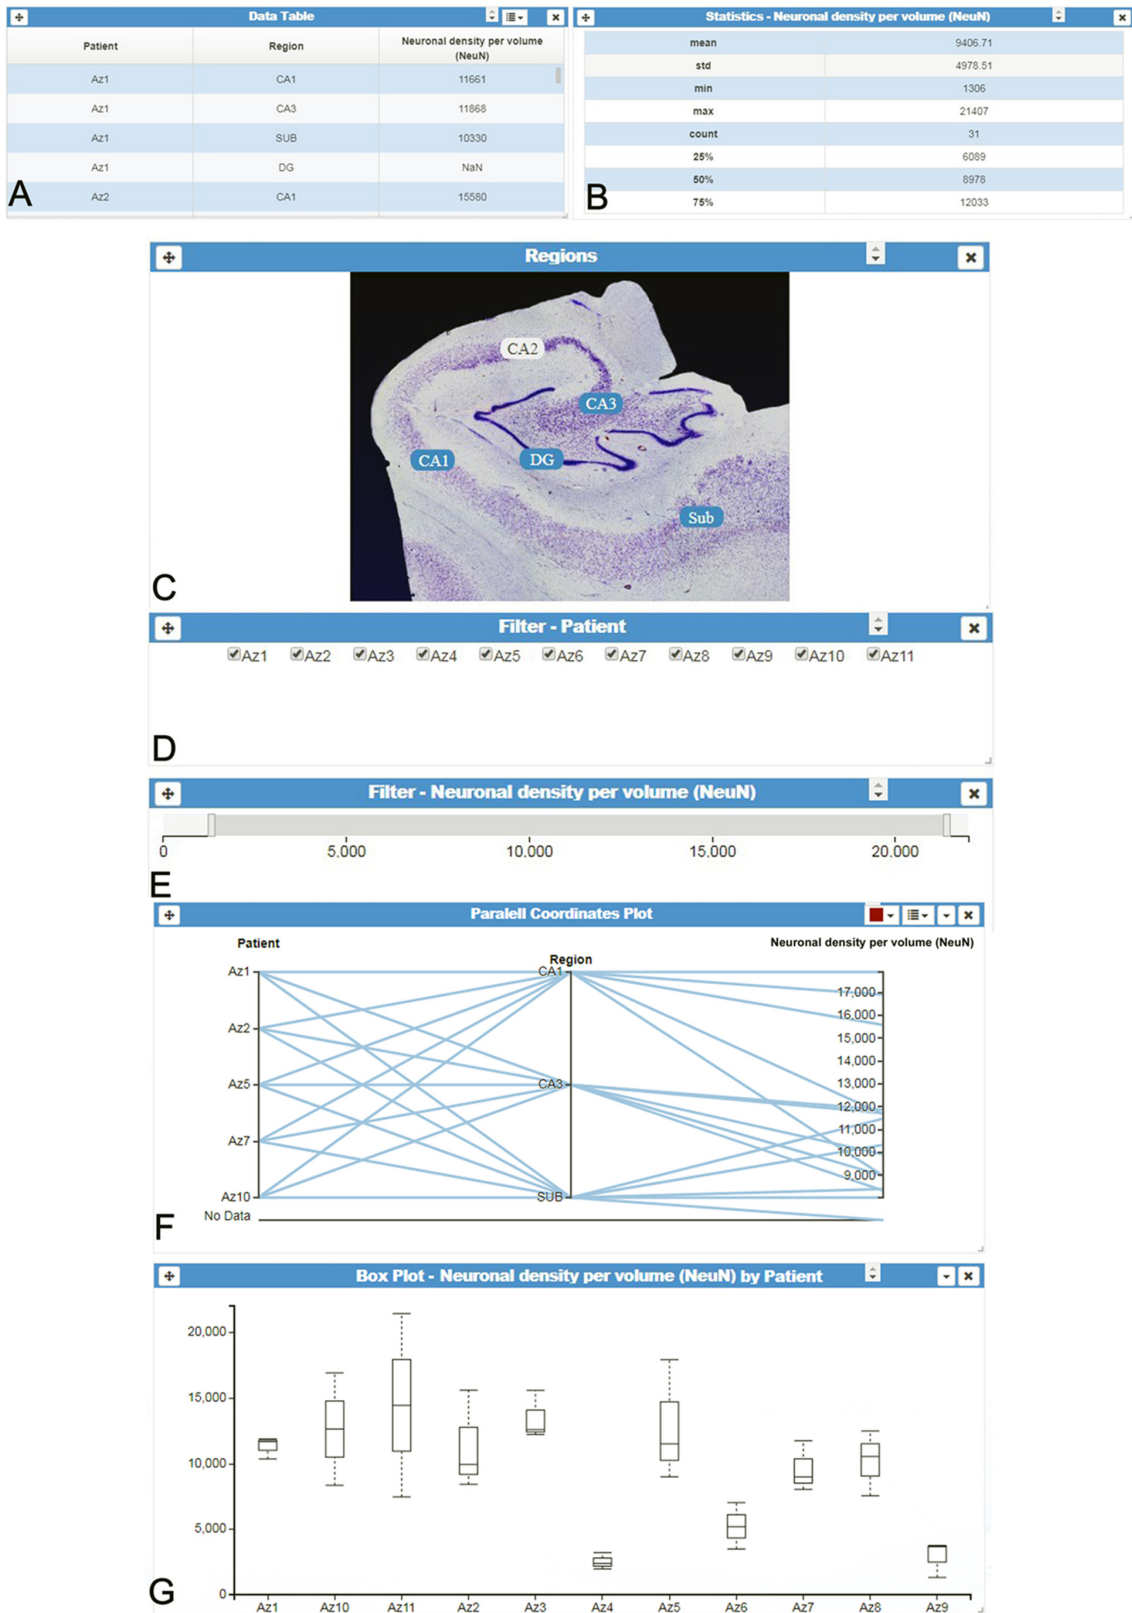 Data Table
Patient Region Neuronal density per volume (NeuN)
Az1 CA1 11661
Az1 CA3 11868
Az1 SUB 10330
Az1 DG NaN
Az2 CA1 15580
A
Statistics - Neuronal density per volume (NeuN)
mean 9406.71
std 4978.51
min 1306
max 21407
count 31
25% 6089
50% 8978
75% 12033
B
Regions
CA2
CA3
CA1
DG
Sub
C
Filter - Patient
Az1 Az2 Az3 Az4 Az5 Az6 Az7 Az8 Az9 Az10 Az11
D
Filter - Neuronal density per volume (NeuN)
0 5.000 10.000 15.000 20.000
E
Paralell Coordinates Plot
Patient
Region
Neuronal density per volume (NeuN)
Az1
Az2
Az5
Az7
Az10
No Data
CA1
CA3
SUB
17,000
16,000
15,000
14,000
13,000
12,000
11,000
10,000
9,000
F
Box Plot - Neuronal density per volume (NeuN) by Patient
20,000
15,000
10,000
5,000
0
Az1 Az10 Az11 Az2 Az3 Az4 Az5 Az6 Az7 Az8 Az9
G